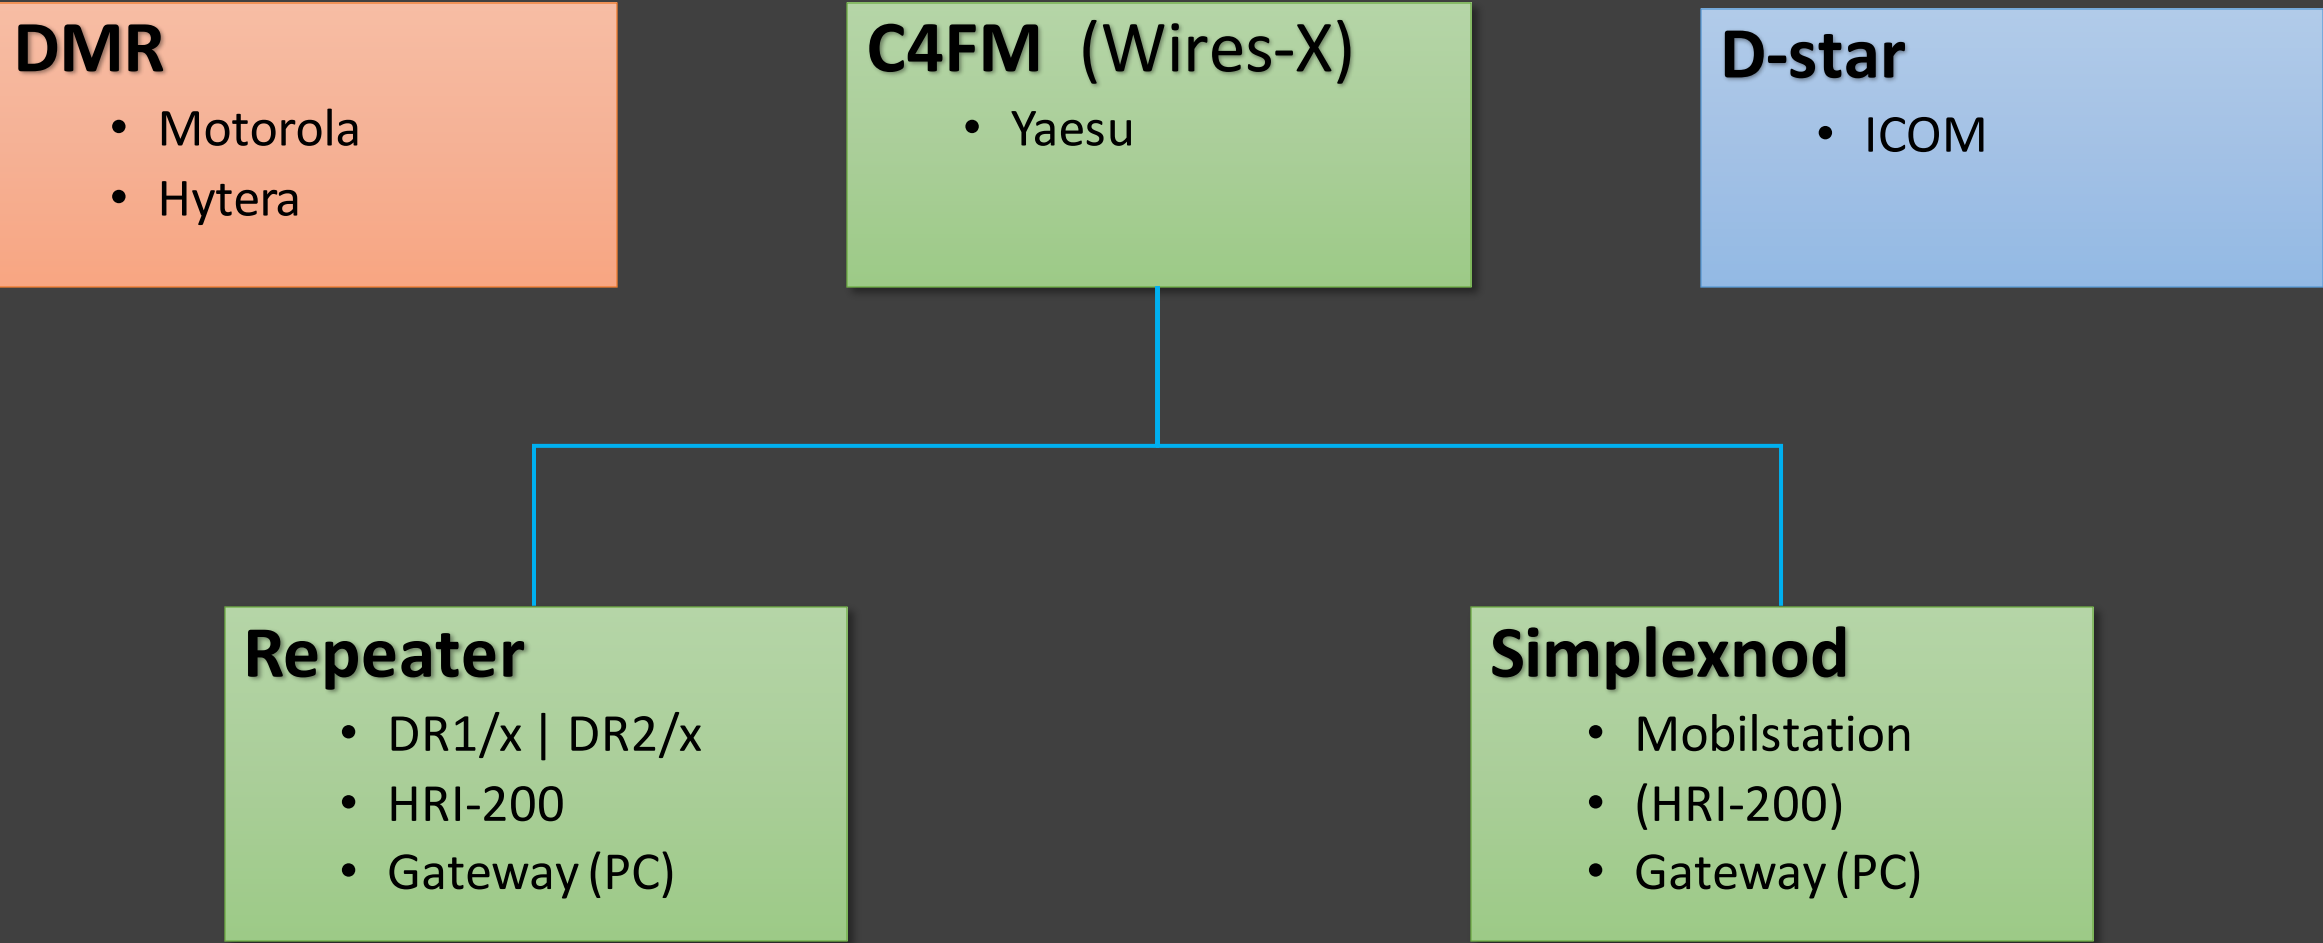 DMR
• Motorola
• Hytera
C4FM (Wires-X)
• Yaesu
D-star
• ICOM
Repeater
• DR1/x | DR2/x
• HRI-200
• Gateway (PC)
Simplexnod
• Mobilstation
• (HRI-200)
• Gateway (PC)